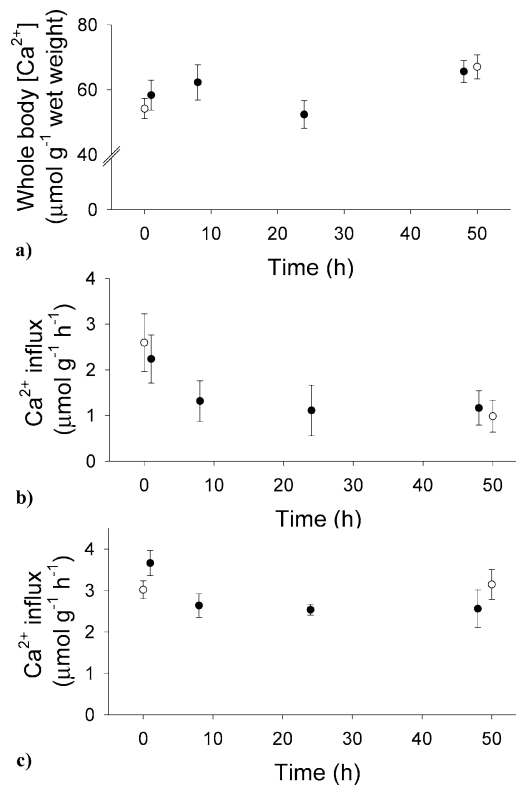 Whole body [Ca²⁺]
(μmol g⁻¹ wet weight)
80
60
40
0
0 10 20 30 40 50
Time (h)
a)
Ca²⁺ influx
(μmol g⁻¹ h⁻¹)
4
3
2
1
0
0 10 20 30 40 50
Time (h)
b)
Ca²⁺ influx
(μmol g⁻¹ h⁻¹)
4
3
2
1
0
0 10 20 30 40 50
Time (h)
c)